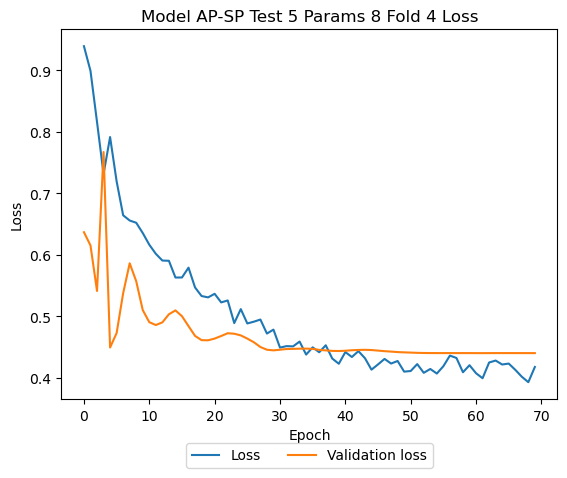 Model AP-SP Test 5 Params 8 Fold 4 Loss
0.9
0.8
0.7
0.6
0.5
0.4
Loss
0 10 20 30 40 50 60 70
Epoch
Loss Validation loss